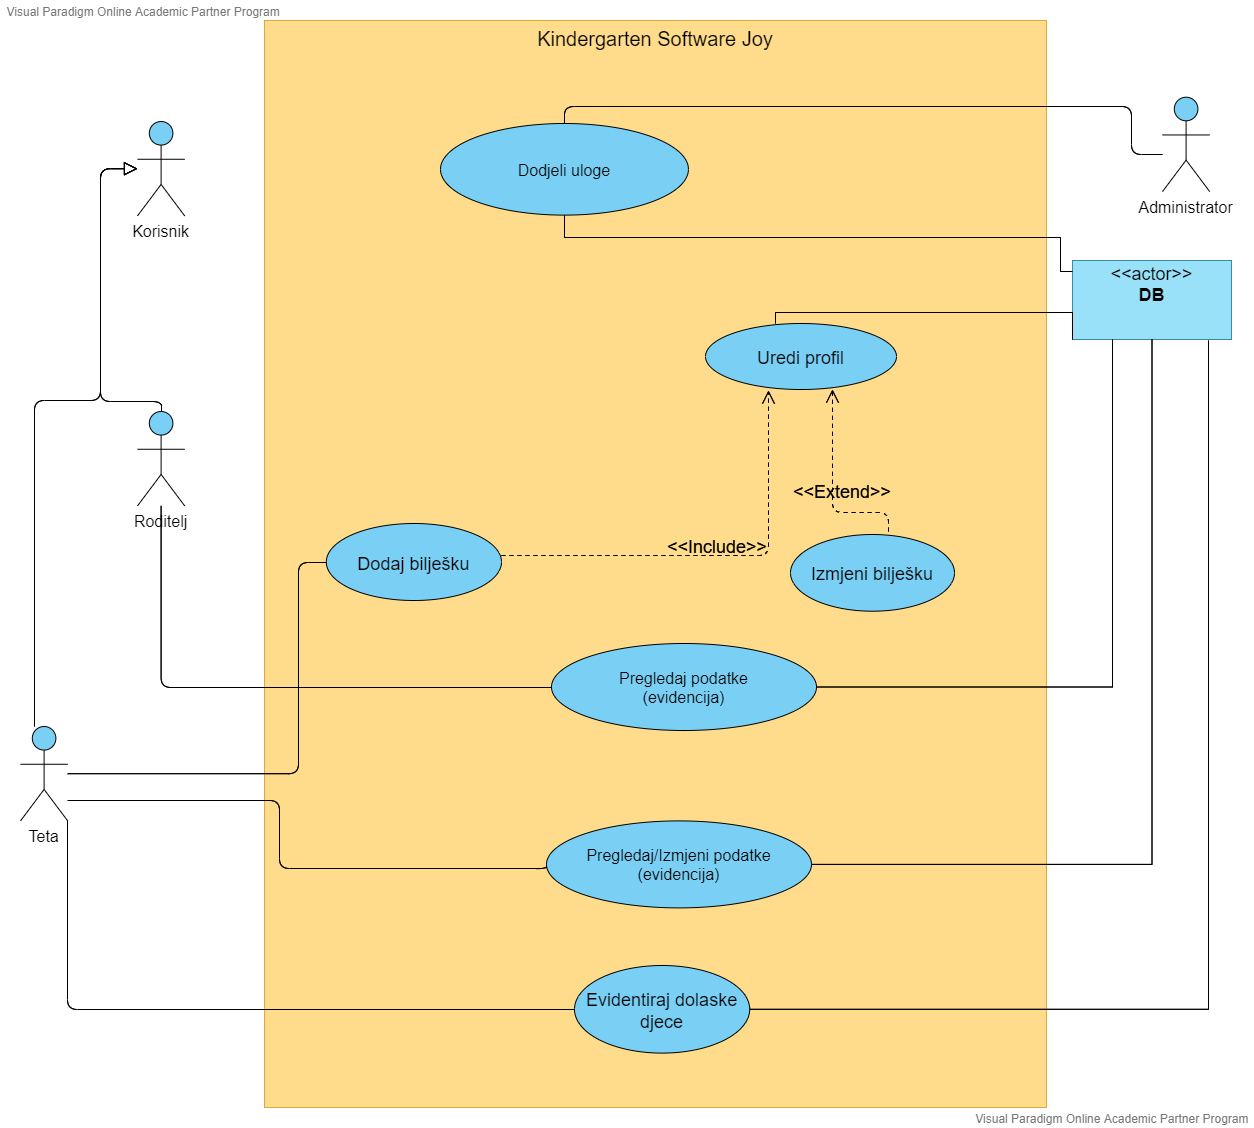 Visual Paradigm Online Academic Partner Program
Kindergarten Software Joy
Dodjeli uloge
Administrator
Korisnik
<<actor>>
DB
Uredi profil
<<Extend>>
Roditelj
<<Include>>
Dodaj bilješku
Izmjeni bilješku
Pregledaj podatke
(evidencija)
Teta
Pregledaj/Izmjeni podatke
(evidencija)
Evidentiraj dolaske
djece
Visual Paradigm Online Academic Partner Program